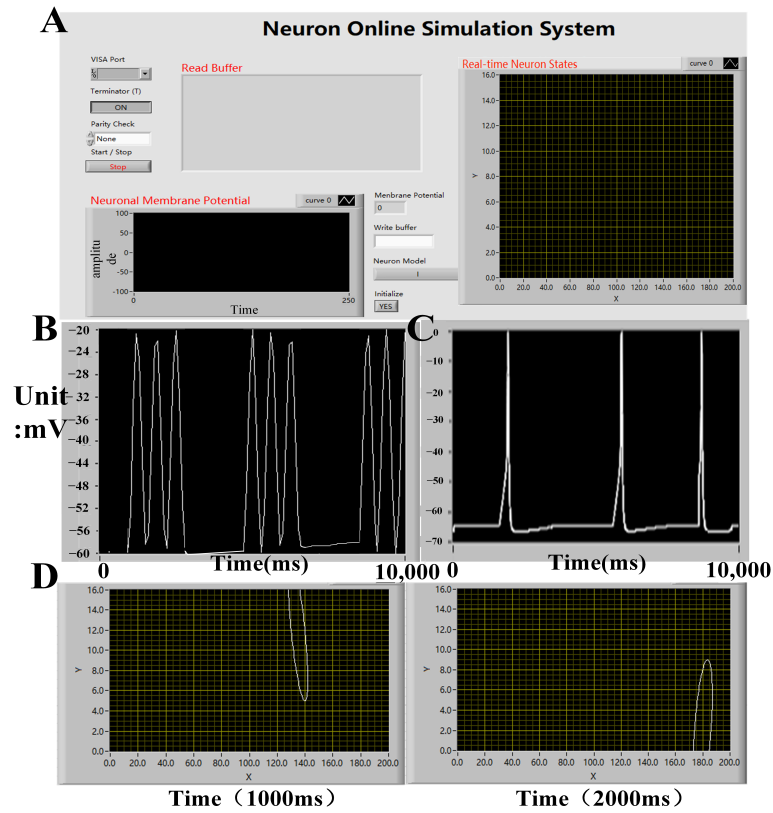 A
Neuron Online Simulation System
VISA Port
Terminator (T)
ON
Parity Check
None
Start / Stop
Stop
Read Buffer
Real-time Neuron States
curve 0
16.0
14.0
12.0
10.0
8.0
6.0
4.0
2.0
0.0
Y
0.0 20.0 40.0 60.0 80.0 100.0 120.0 140.0 160.0 180.0 200.0
X
Neuronal Membrane Potential
curve 0
100
50
0
-50
-100
amplitu
de
0 250
Time
Menbrane Potential
0
Write buffer
Neuron Model
I
Initialize
YES
B
Unit
:mV
−20
−24
−28
−32
−36
−40
−44
−48
−52
−56
−60
0 Time(ms) 10,000
C
0
−10
−20
−30
−40
−50
−60
−70
0 Time(ms) 10,000
D
16.0
14.0
12.0
10.0
8.0
6.0
4.0
2.0
0.0
Y
0.0 20.0 40.0 60.0 80.0 100.0 120.0 140.0 160.0 180.0 200.0
X
Time（1000ms）
16.0
14.0
12.0
10.0
8.0
6.0
4.0
2.0
0.0
Y
0.0 20.0 40.0 60.0 80.0 100.0 120.0 140.0 160.0 180.0 200.0
X
Time（2000ms）